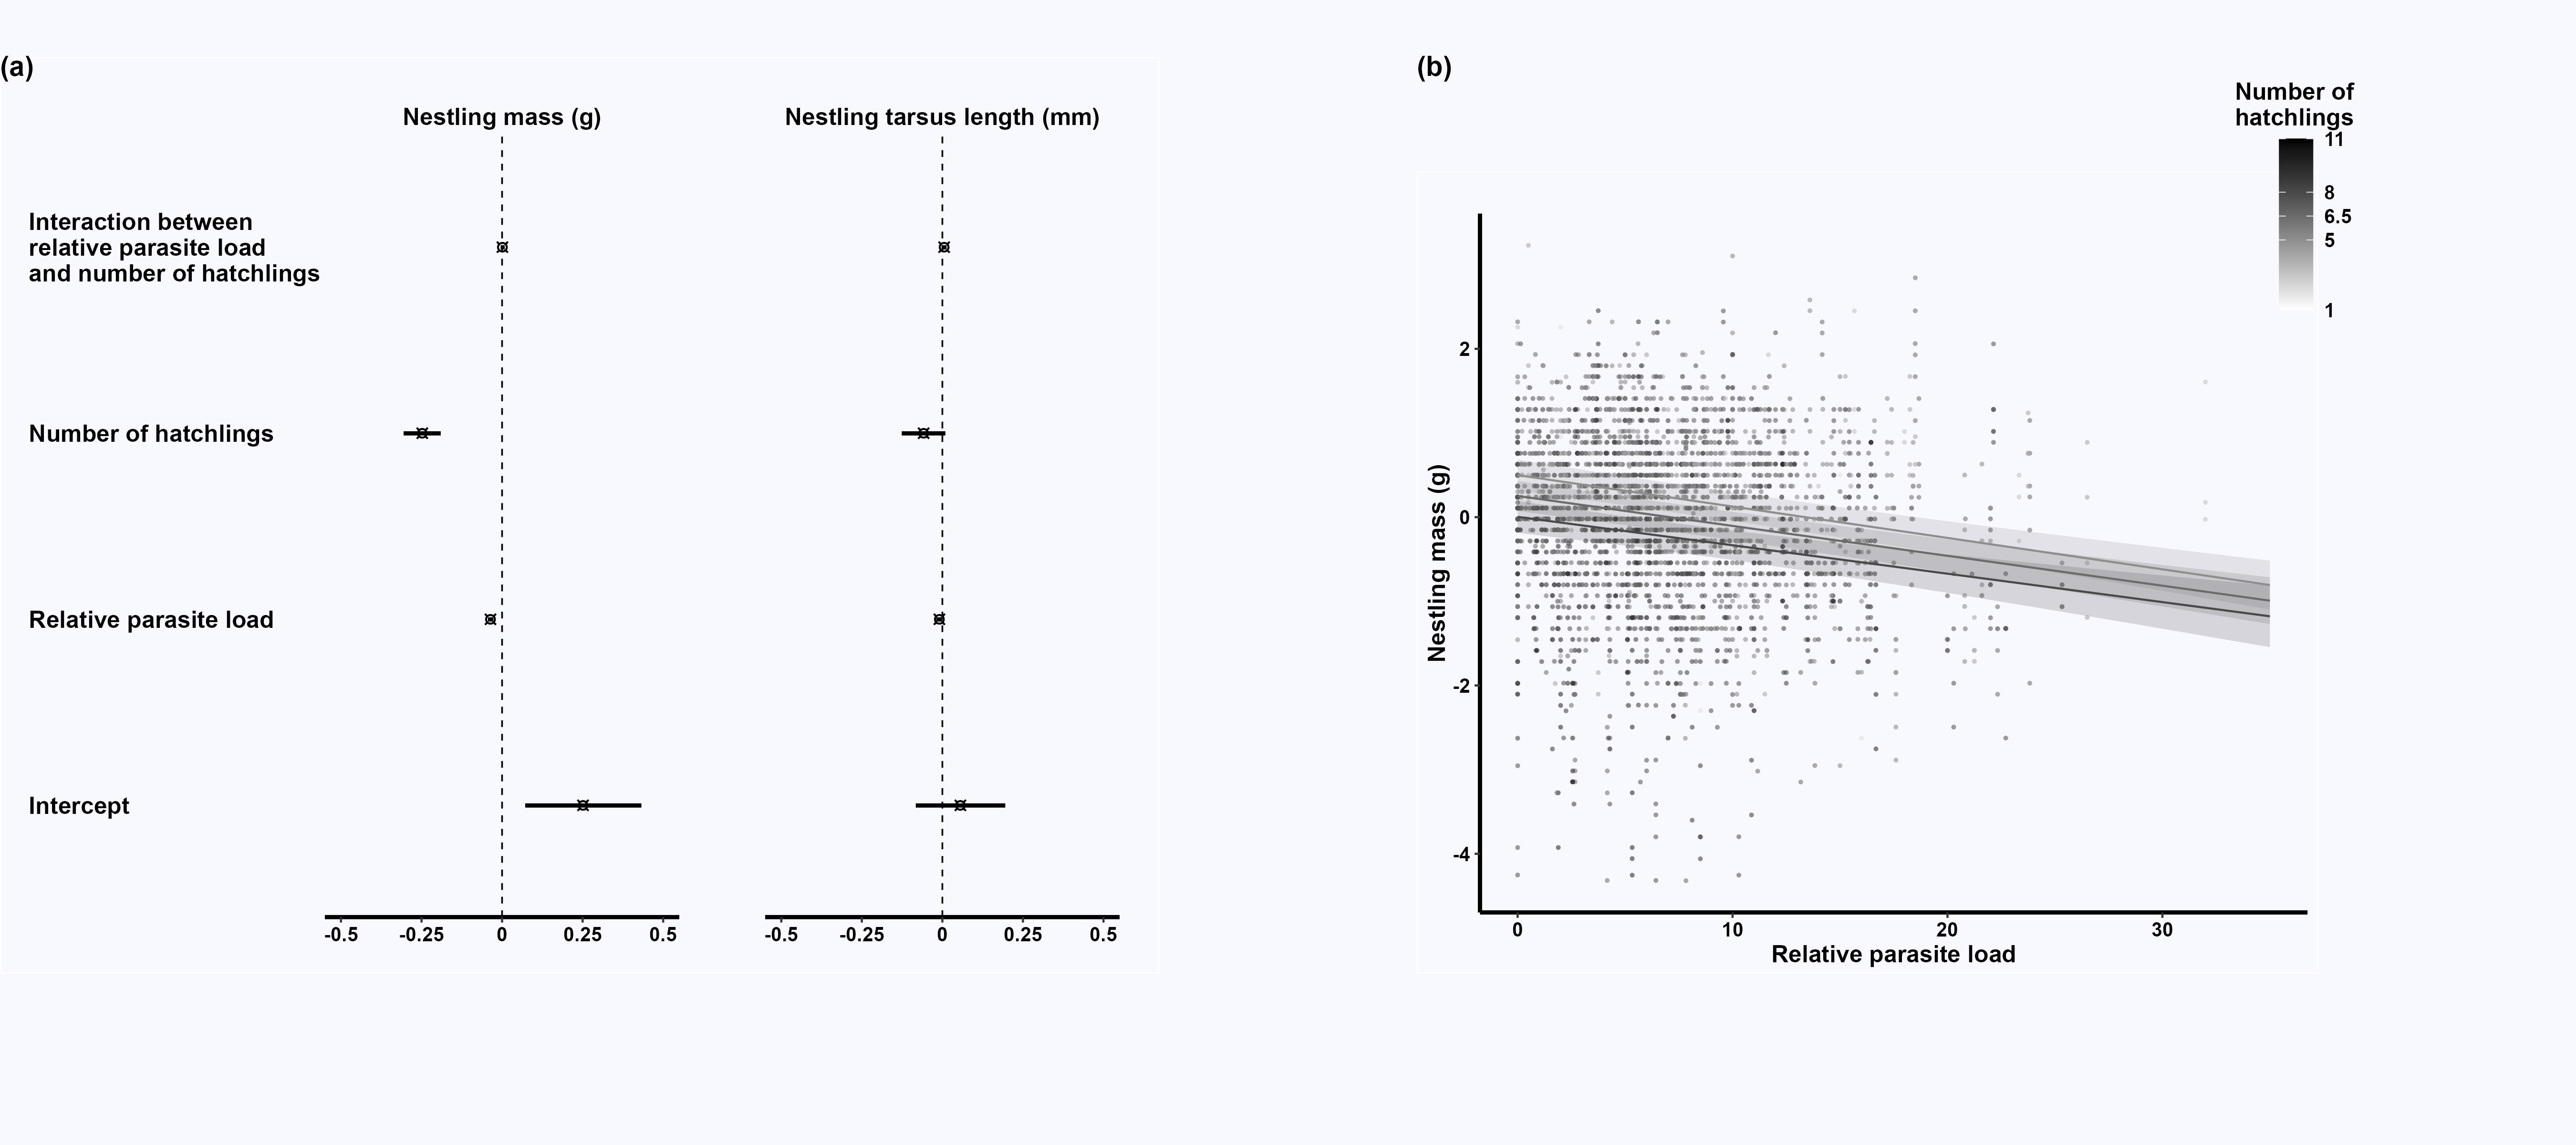 (a)
Nestling mass (g)
Nestling tarsus length (mm)
Interaction between
relative parasite load
and number of hatchlings
Number of hatchlings
Relative parasite load
Intercept
-0.5 -0.25 0 0.25 0.5
-0.5 -0.25 0 0.25 0.5
(b)
Number of
hatchlings
11
8
6.5
5
1
Nestling mass (g)
2
0
-2
-4
0 10 20 30
Relative parasite load